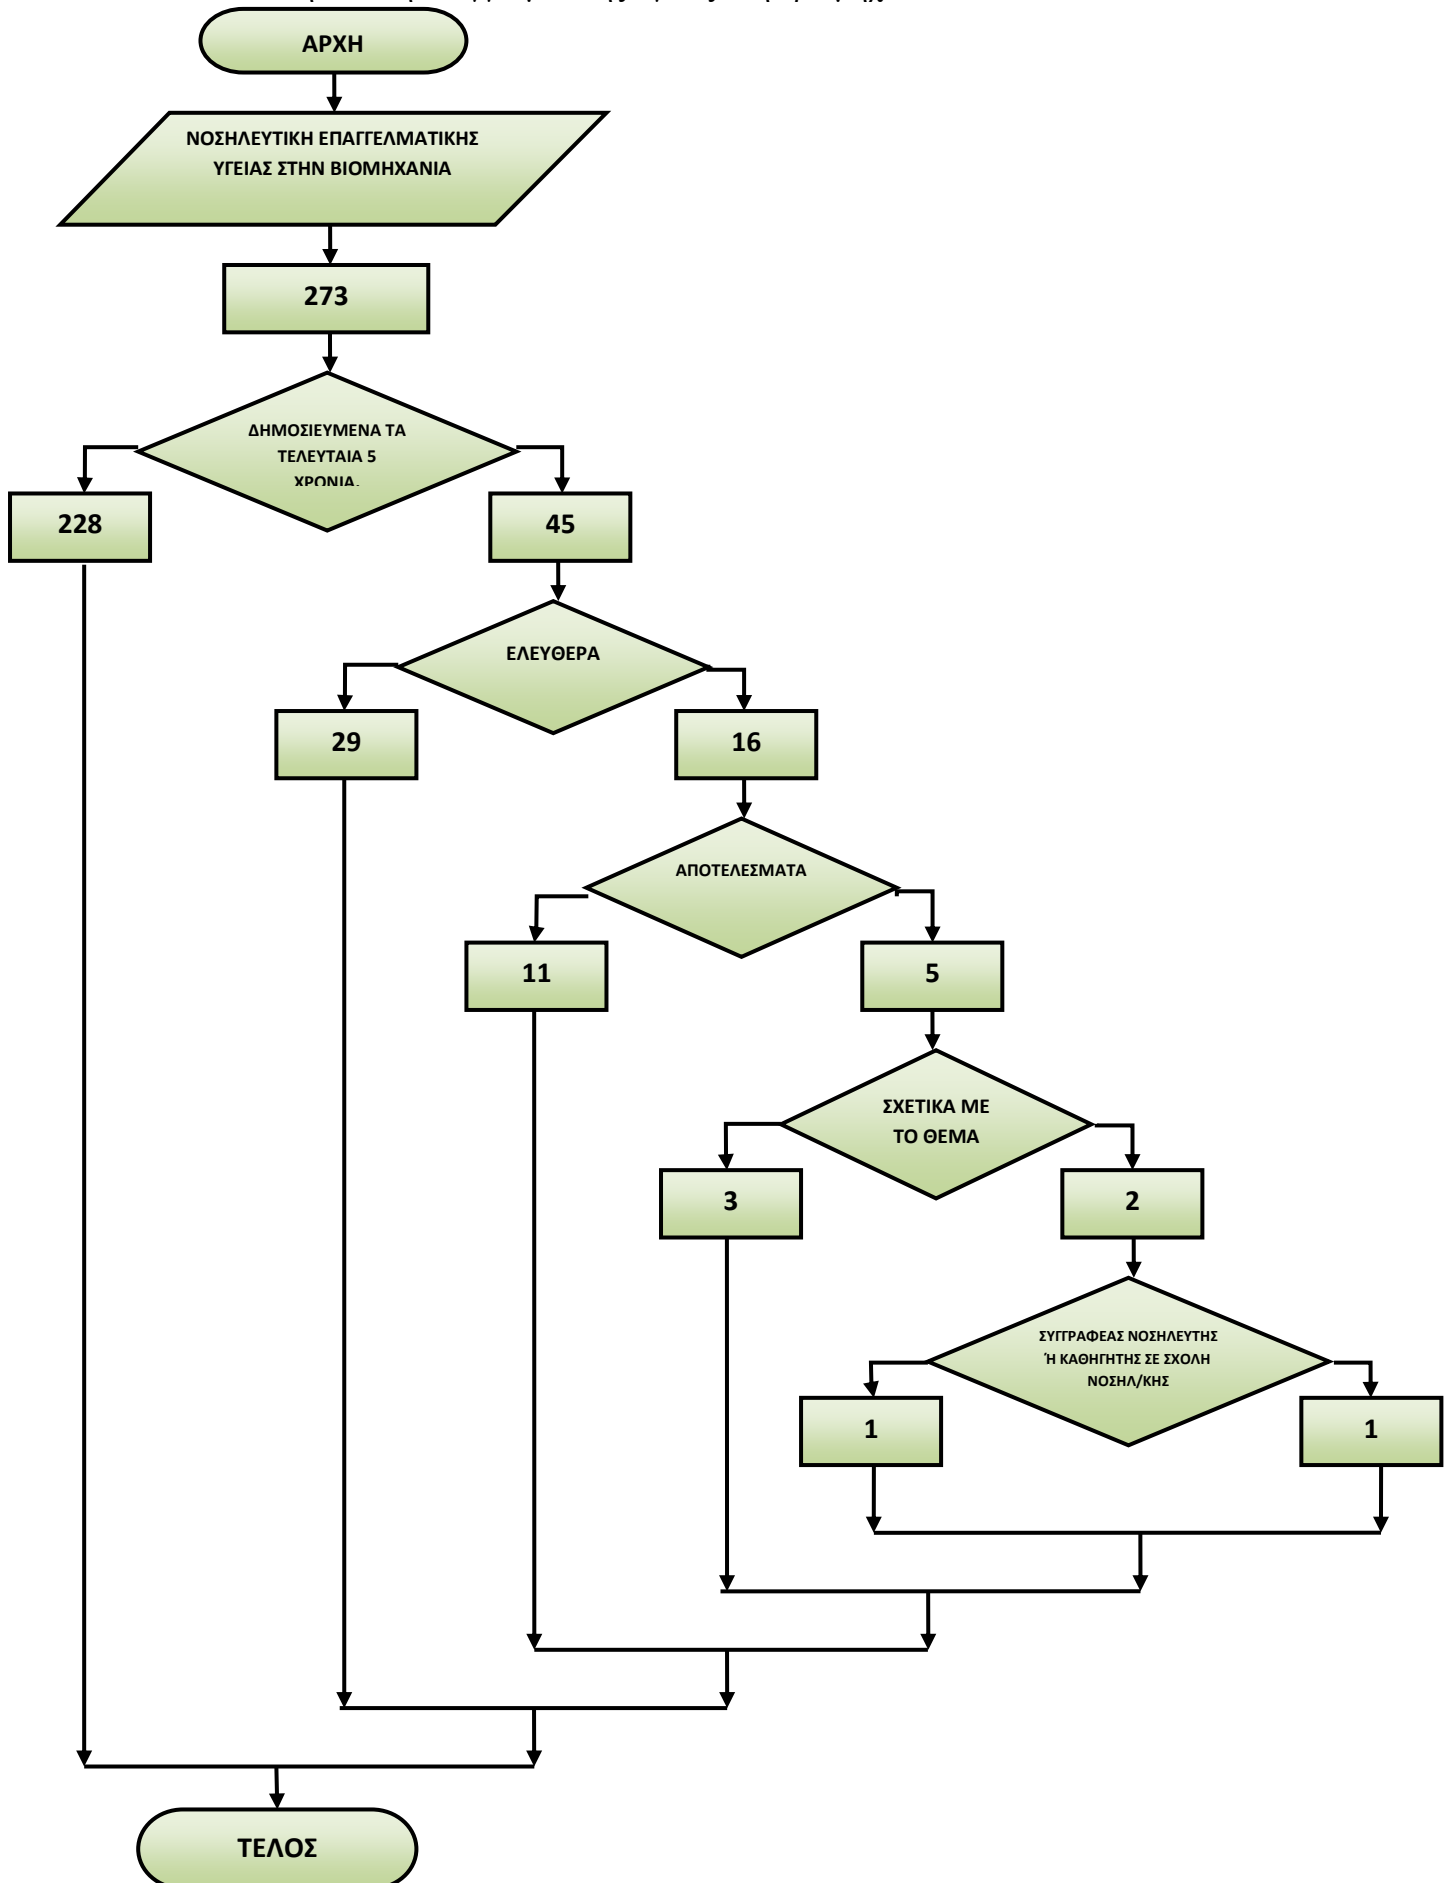 ΑΡΧΗ
ΝΟΣΗΛΕΥΤΙΚΗ ΕΠΑΓΓΕΛΜΑΤΙΚΗΣ
ΥΓΕΙΑΣ ΣΤΗΝ ΒΙΟΜΗΧΑΝΙΑ
273
ΔΗΜΟΣΙΕΥΜΕΝΑ ΤΑ
ΤΕΛΕΥΤΑΙΑ 5
ΧΡΟΝΙΑ.
228
45
ΕΛΕΥΘΕΡΑ
29
16
ΑΠΟΤΕΛΕΣΜΑΤΑ
11
5
ΣΧΕΤΙΚΑ ΜΕ
ΤΟ ΘΕΜΑ
3
2
ΣΥΓΓΡΑΦΕΑΣ ΝΟΣΗΛΕΥΤΗΣ
Ή ΚΑΘΗΓΗΤΗΣ ΣΕ ΣΧΟΛΗ
ΝΟΣΗΛ/ΚΗΣ
1
1
ΤΕΛΟΣ